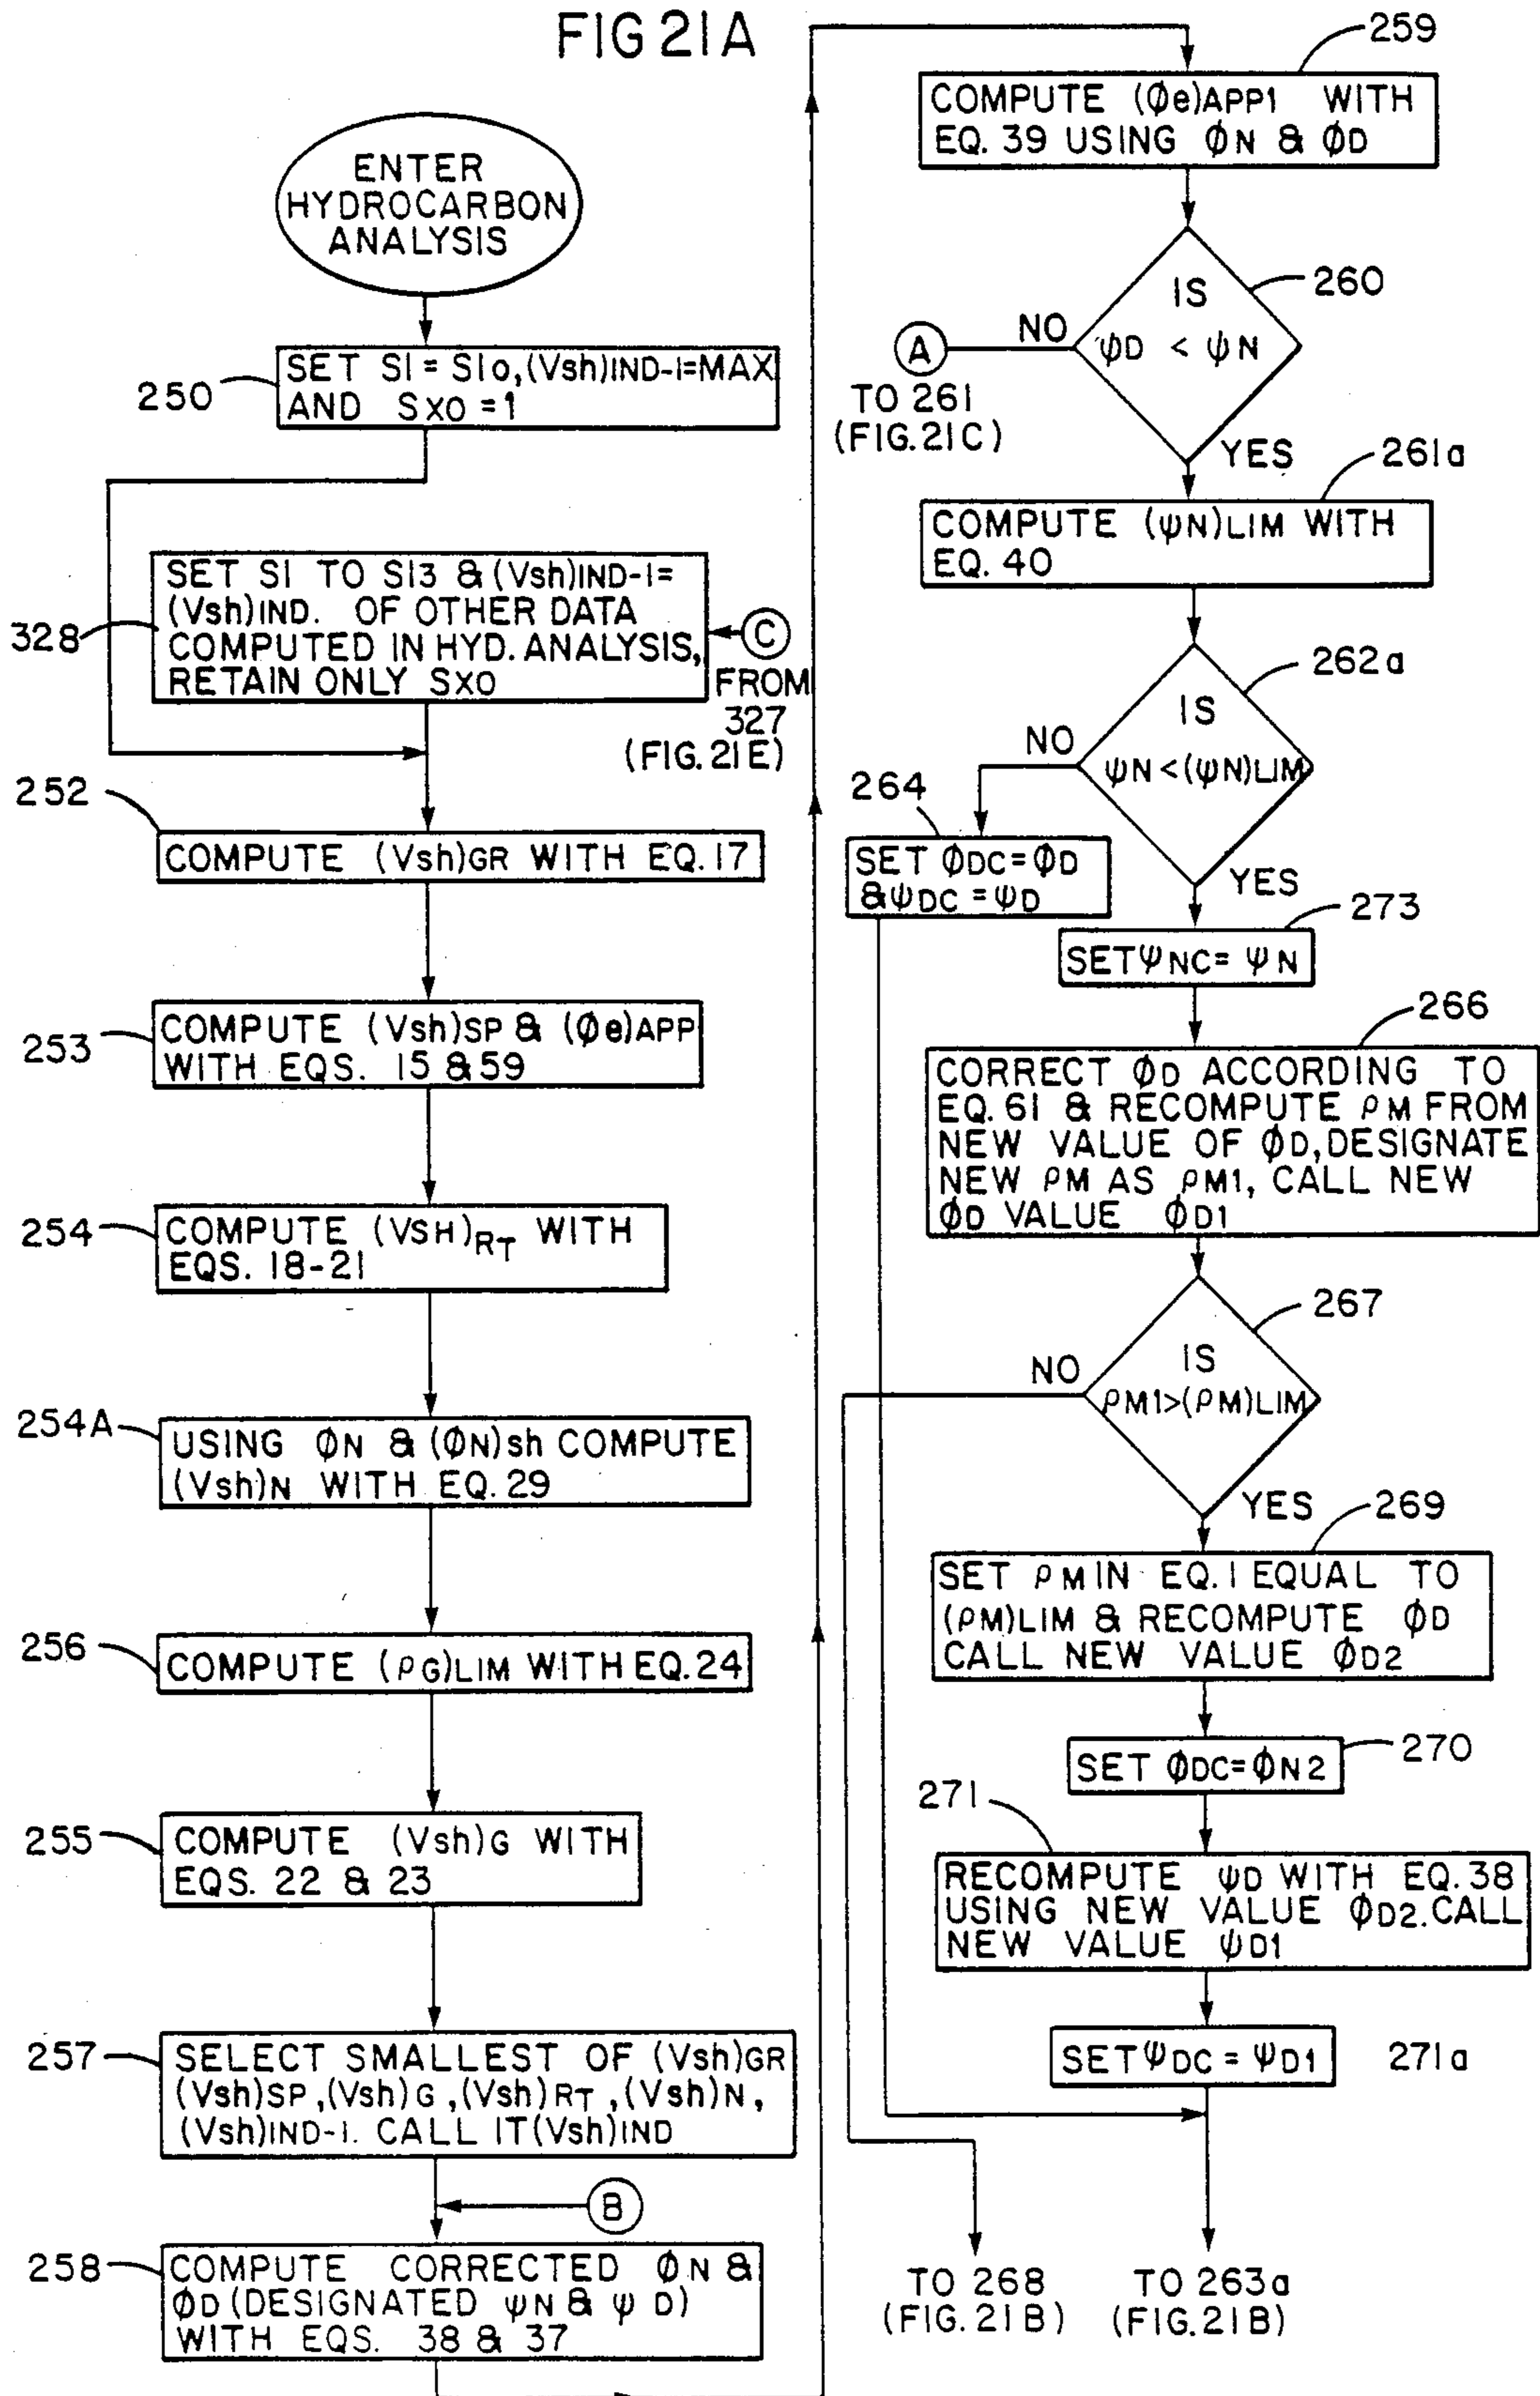 FIG 21A
ENTER
HYDROCARBON
ANALYSIS
250
SET SI = SIo, (Vsh)IND-1=MAX
AND SXO = 1
328
SET SI TO SI3 & (Vsh)IND-1=
(Vsh)IND. OF OTHER DATA
COMPUTED IN HYD. ANALYSIS,
RETAIN ONLY SXO
C
FROM
327
(FIG. 21E)
252
COMPUTE (Vsh)GR WITH EQ. 17
253
COMPUTE (Vsh)SP & (ϕe)APP
WITH EQS. 15 & 59
254
COMPUTE (VSH)RT WITH
EQS. 18-21
254A
USING ϕN & (ϕN)sh COMPUTE
(Vsh)N WITH EQ. 29
256
COMPUTE (ρG)LIM WITH EQ. 24
255
COMPUTE (Vsh)G WITH
EQS. 22 & 23
257
SELECT SMALLEST OF (Vsh)GR
(Vsh)SP, (Vsh)G, (Vsh)RT, (Vsh)N,
(Vsh)IND-1. CALL IT (Vsh)IND
B
258
COMPUTE CORRECTED ϕN &
ϕD (DESIGNATED ψN & ψD)
WITH EQS. 38 & 37
259
COMPUTE (ϕe)APP1 WITH
EQ. 39 USING ϕN & ϕD
260
IS
ψD < ψN
NO
A
TO 261
(FIG. 21C)
YES
261a
COMPUTE (ψN)LIM WITH
EQ. 40
262a
IS
ψN<(ψN)LIM
NO
264
SET ϕDC = ϕD
& ψDC = ψD
YES
273
SET ψNC = ψN
266
CORRECT ϕD ACCORDING TO
EQ. 61 & RECOMPUTE ρM FROM
NEW VALUE OF ϕD, DESIGNATE
NEW ρM AS ρM1, CALL NEW
ϕD VALUE ϕD1
267
IS
ρM1>(ρM)LIM
NO
YES
269
SET ρM IN EQ. 1 EQUAL TO
(ρM)LIM & RECOMPUTE ϕD
CALL NEW VALUE ϕD2
270
SET ϕDC = ϕN2
271
RECOMPUTE ψD WITH EQ. 38
USING NEW VALUE ϕD2. CALL
NEW VALUE ψD1
SET ψDC = ψD1
271a
TO 268
(FIG. 21B)
TO 263a
(FIG. 21B)